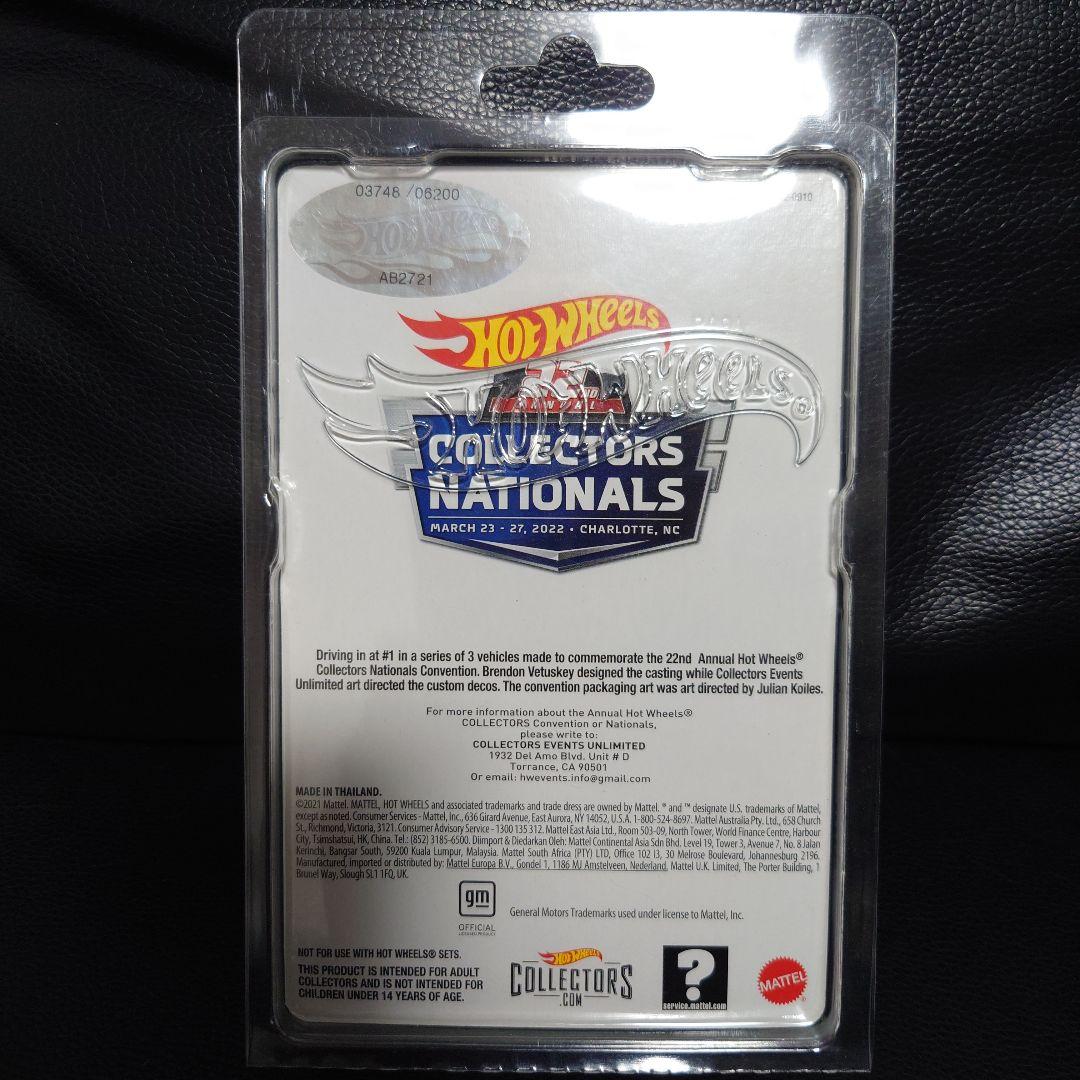 03748 /06200
HOT WHEELS
AB2721
HOT WHEELS
HOT WHEELS®
22ND
ANNUAL
COLLECTORS
NATIONALS
MARCH 23 - 27, 2022 • CHARLOTTE, NC
Driving in at #1 in a series of 3 vehicles made to commemorate the 22nd Annual Hot Wheels®
Collectors Nationals Convention. Brendon Vetuskey designed the casting while Collectors Events
Unlimited art directed the custom decos. The convention packaging art was art directed by Julian Koiles.
For more information about the Annual Hot Wheels®
COLLECTORS Convention or Nationals,
please write to:
COLLECTORS EVENTS UNLIMITED
1932 Del Amo Blvd. Unit # D
Torrance, CA 90501
Or email: hwevents.info@gmail.com
MADE IN THAILAND.
©2021 Mattel. MATTEL, HOT WHEELS and associated trademarks and trade dress are owned by Mattel. ® and ™ designate U.S. trademarks of Mattel,
except as noted. Consumer Services - Mattel, Inc., 636 Girard Avenue, East Aurora, NY 14052, U.S.A. 1-800-524-8697. Mattel Australia Pty. Ltd., 658 Church
St., Richmond, Victoria, 3121. Consumer Advisory Service - 1300 135 312. Mattel East Asia Ltd., Room 503-09, North Tower, World Finance Centre, Harbour
City, Tsimshatsui, HK, China. Tel.: (852) 3185-6500. Diimport & Diedarkan Oleh: Mattel Continental Asia Sdn Bhd. Level 19, Tower 3, Avenue 7, No. 8 Jalan
Kerinchi, Bangsar South, 59200 Kuala Lumpur, Malaysia. Mattel South Africa (PTY) LTD, Office 102 I3, 30 Melrose Boulevard, Johannesburg 2196.
Manufactured, imported or distributed by: Mattel Europa B.V., Gondel 1, 1186 MJ Amstelveen, Nederland. Mattel U.K. Limited, The Porter Building, 1
Brunel Way, Slough SL1 1FQ, UK.
gm
OFFICIAL
LICENSED PRODUCT
General Motors Trademarks used under license to Mattel, Inc.
NOT FOR USE WITH HOT WHEELS® SETS.
THIS PRODUCT IS INTENDED FOR ADULT
COLLECTORS AND IS NOT INTENDED FOR
CHILDREN UNDER 14 YEARS OF AGE.
HOT WHEELS
COLLECTORS
.COM
?
service.mattel.com
MATTEL